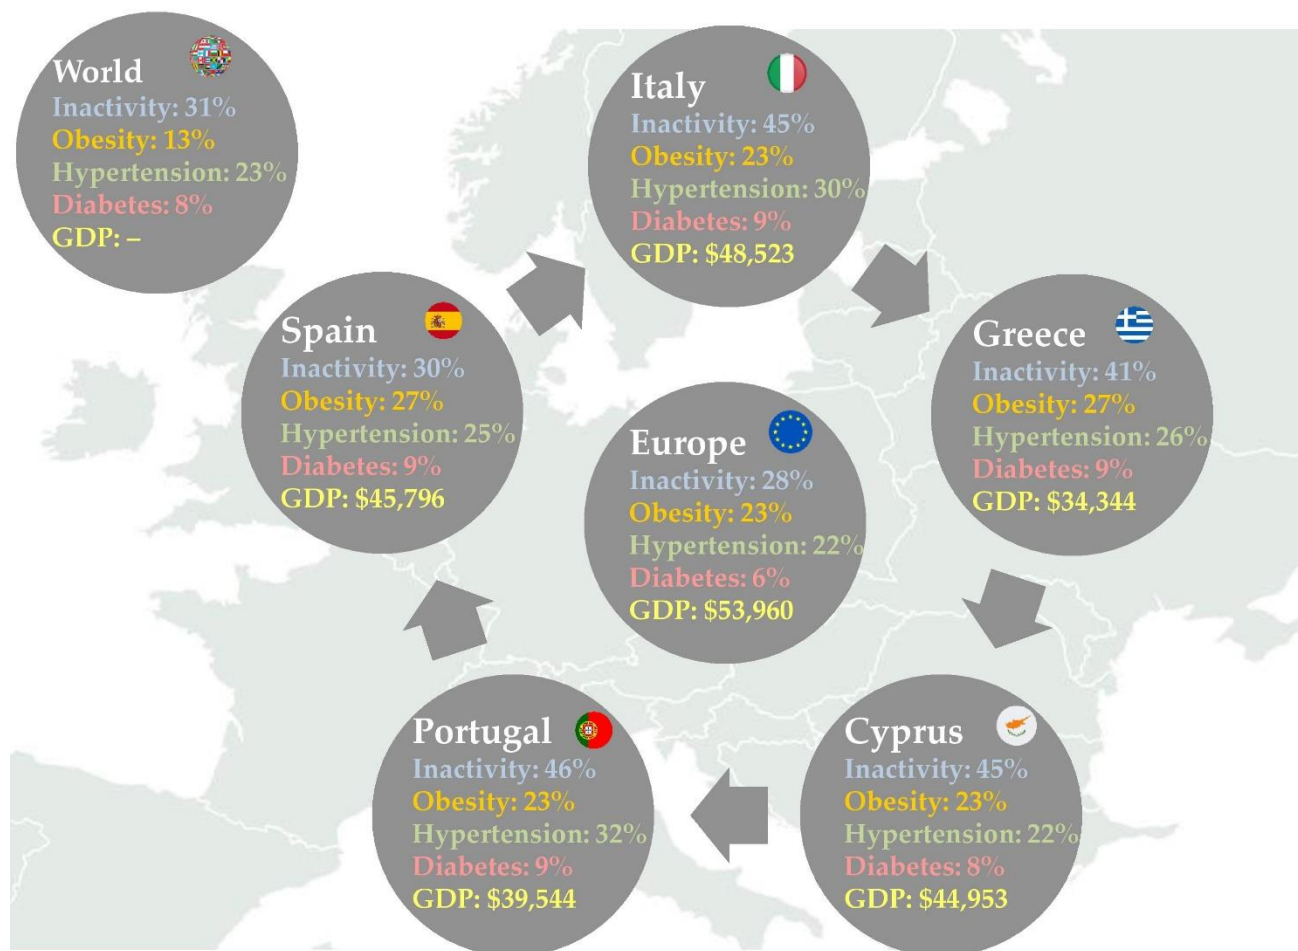 World
Inactivity: 31%
Obesity: 13%
Hypertension: 23%
Diabetes: 8%
GDP: –
Italy
Inactivity: 45%
Obesity: 23%
Hypertension: 30%
Diabetes: 9%
GDP: $48,523
Spain
Inactivity: 30%
Obesity: 27%
Hypertension: 25%
Diabetes: 9%
GDP: $45,796
Greece
Inactivity: 41%
Obesity: 27%
Hypertension: 26%
Diabetes: 9%
GDP: $34,344
Europe
Inactivity: 28%
Obesity: 23%
Hypertension: 22%
Diabetes: 6%
GDP: $53,960
Portugal
Inactivity: 46%
Obesity: 23%
Hypertension: 32%
Diabetes: 9%
GDP: $39,544
Cyprus
Inactivity: 45%
Obesity: 23%
Hypertension: 22%
Diabetes: 8%
GDP: $44,953